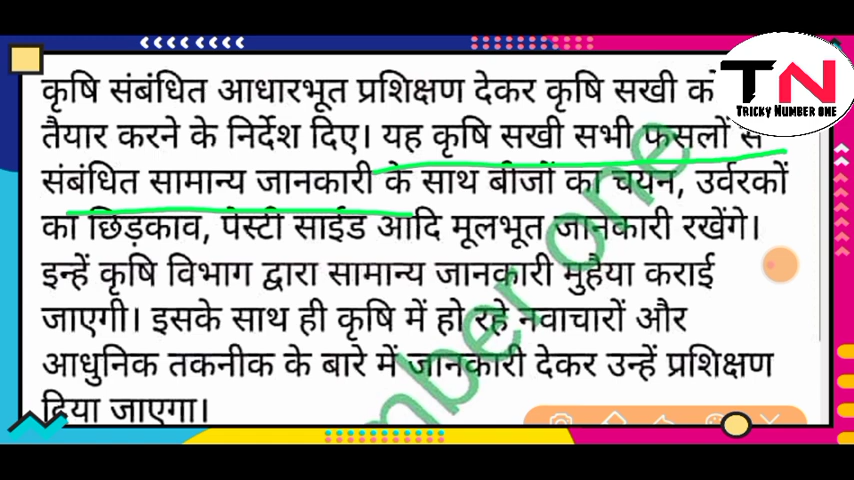 कृषि संबंधित आधारभूत प्रशिक्षण देकर कृषि सखी को
तैयार करने के निर्देश दिए। यह कृषि सखी सभी फसलों से
संबंधित सामान्य जानकारी के साथ बीजों का चयन, उर्वरकों
का छिड़काव, पेस्टी साईड आदि मूलभूत जानकारी रखेंगे।
इन्हें कृषि विभाग द्वारा सामान्य जानकारी मुहैया कराई
जाएगी। इसके साथ ही कृषि में हो रहे नवाचारों और
आधुनिक तकनीक के बारे में जानकारी देकर उन्हें प्रशिक्षण
दिया जाएगा।
TN
TRICKY NUMBER ONE
mber one